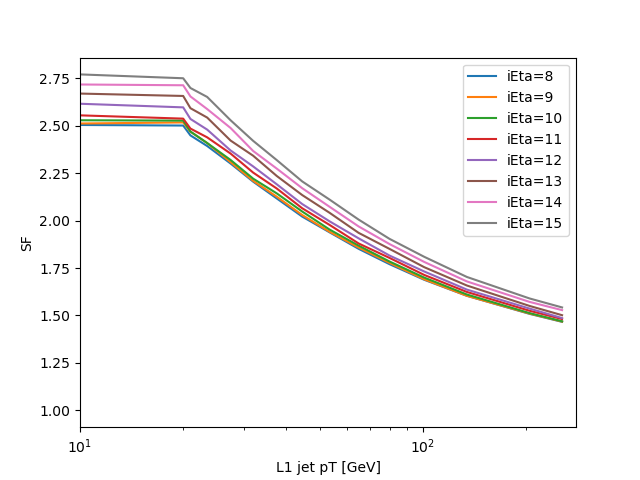 2.75
2.50
2.25
2.00
1.75
1.50
1.25
1.00
SF
10^1
10^2
L1 jet pT [GeV]
iEta=8
iEta=9
iEta=10
iEta=11
iEta=12
iEta=13
iEta=14
iEta=15